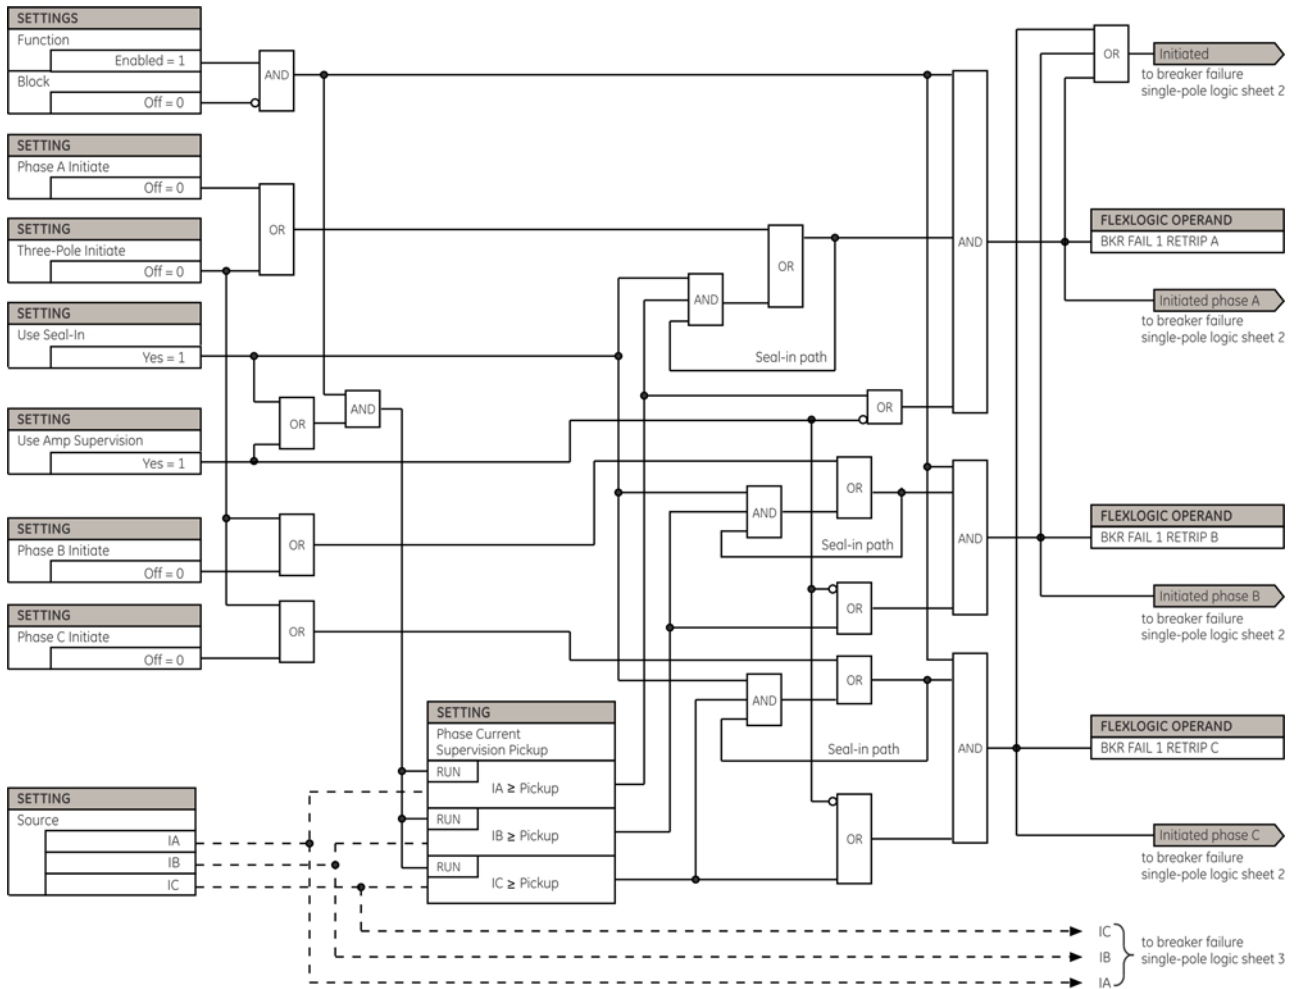 SETTINGS
Function
Enabled = 1
Block
Off = 0
AND
SETTING
Phase A Initiate
Off = 0
SETTING
Three-Pole Initiate
Off = 0
OR
SETTING
Use Seal-In
Yes = 1
SETTING
Use Amp Supervision
Yes = 1
OR
AND
SETTING
Phase B Initiate
Off = 0
OR
SETTING
Phase C Initiate
Off = 0
OR
SETTING
Source
IA
IB
IC
SETTING
Phase Current
Supervision Pickup
RUN
IA ≥ Pickup
RUN
IB ≥ Pickup
RUN
IC ≥ Pickup
AND
OR
Seal-in path
OR
AND
AND
OR
Seal-in path
OR
AND
AND
OR
Seal-in path
OR
AND
OR
Initiated
to breaker failure
single-pole logic sheet 2
FLEXLOGIC OPERAND
BKR FAIL 1 RETRIP A
Initiated phase A
to breaker failure
single-pole logic sheet 2
FLEXLOGIC OPERAND
BKR FAIL 1 RETRIP B
Initiated phase B
to breaker failure
single-pole logic sheet 2
FLEXLOGIC OPERAND
BKR FAIL 1 RETRIP C
Initiated phase C
to breaker failure
single-pole logic sheet 2
IC
IB
IA
to breaker failure
single-pole logic sheet 3